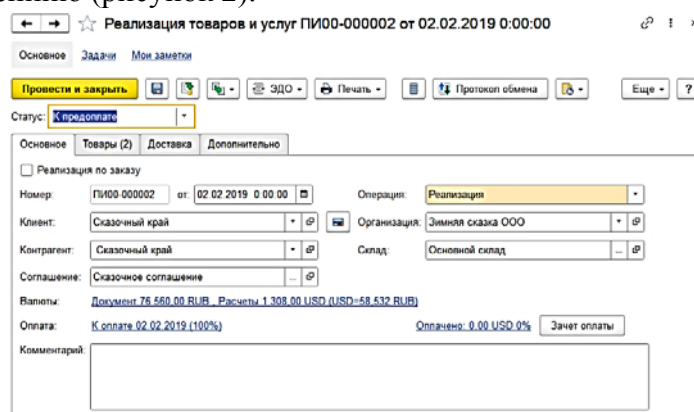 (рисунок 2).
Реализация товаров и услуг ПИ00-000002 от 02.02.2019 0:00:00
Основное Задачи Мои заметки
Провести и закрыть ЭДО Печать Протокол обмена Еще ?
Статус: К предоплате
Основное Товары (2) Доставка Дополнительно
Реализация по заказу
Номер: ПИ00-000002 от: 02.02.2019 0:00:00 Операция: Реализация
Клиент: Сказочный край Организация: Зимняя сказка ООО
Контрагент: Сказочный край Склад: Основной склад
Соглашение: Сказочное соглашение
Валюты: Документ 76 560,00 RUB , Расчеты 1 308,00 USD (USD=58,532 RUB)
Оплата: К оплате 02.02.2019 (100%) Оплачено: 0.00 USD 0% Зачет оплаты
Комментарий: